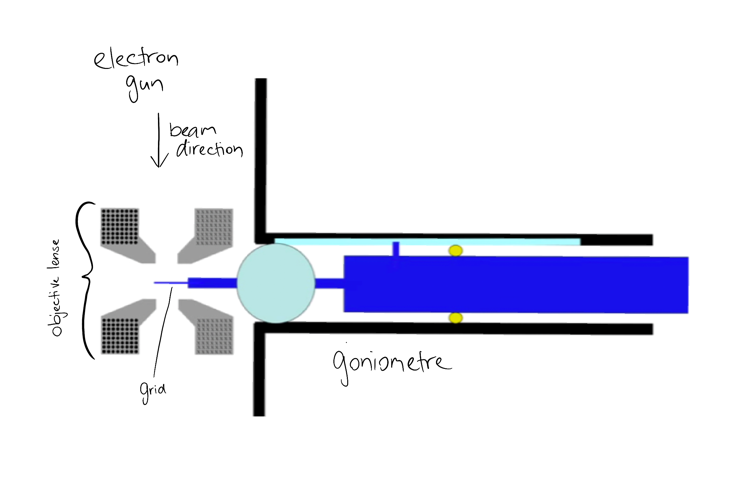 electron
gun
beam
direction
objective lense
grid
goniometre